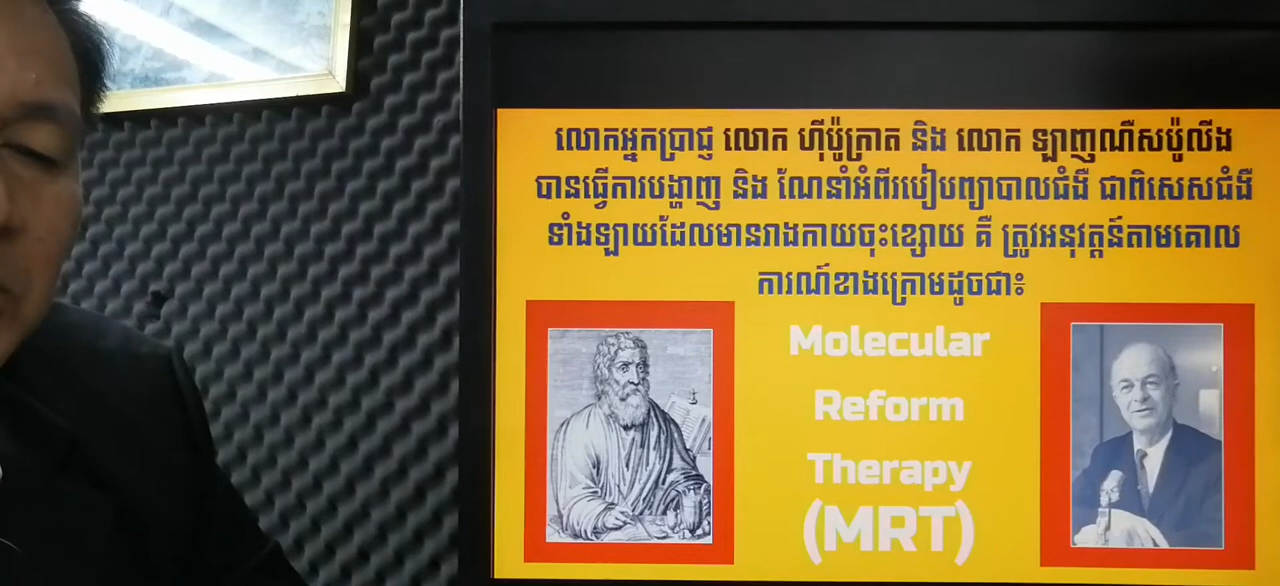 លោកអ្នកប្រាជ្ញ លោក ហ៊ីប៉ូក្រាត និង លោក ឡាញណឺសប៉ូលីង
បានធ្វើការបង្ហាញ និង ណែនាំអំពីរបៀបព្យាបាលជំងឺ ជាពិសេសជំងឺ
ទាំងឡាយដែលមានរាងកាយចុះខ្សោយ គឺ ត្រូវអនុវត្តន៍តាមគោល
ការណ៍ខាងក្រោមដូចជា៖
Molecular
Reform
Therapy
(MRT)